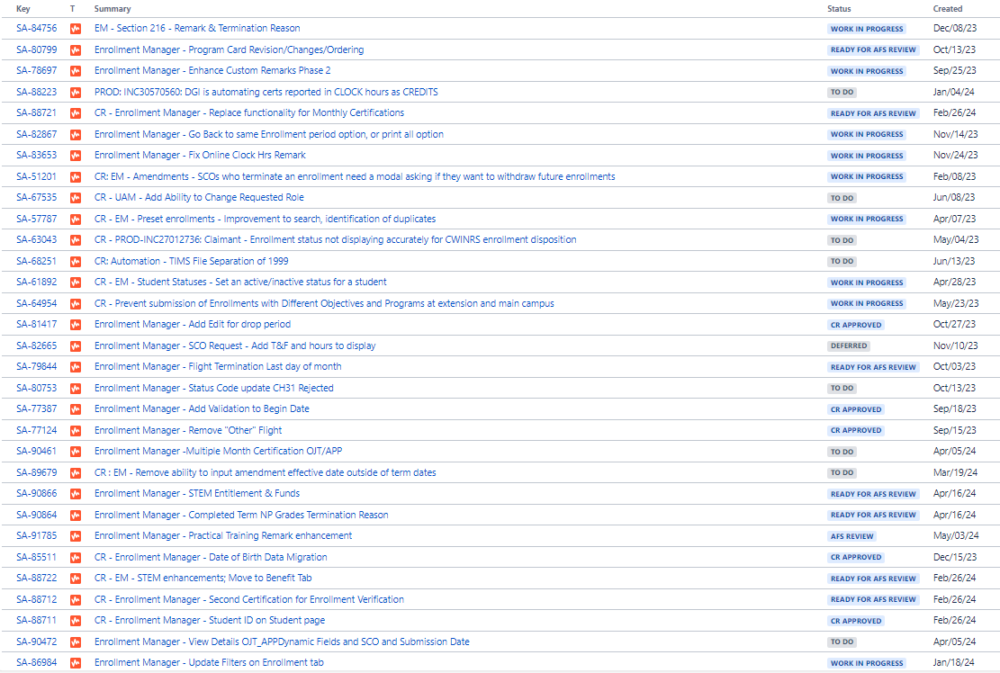 Key T Summary Status Created
SA-84756 EM - Section 216 - Remark & Termination Reason WORK IN PROGRESS Dec/08/23
SA-80799 Enrollment Manager - Program Card Revision/Changes/Ordering READY FOR AFS REVIEW Oct/13/23
SA-78697 Enrollment Manager - Enhance Custom Remarks Phase 2 WORK IN PROGRESS Sep/25/23
SA-88223 PROD: INC30570560: DGI is automating certs reported in CLOCK hours as CREDITS TO DO Jan/04/24
SA-88721 CR - Enrollment Manager - Replace functionality for Monthly Certifications READY FOR AFS REVIEW Feb/26/24
SA-82867 Enrollment Manager - Go Back to same Enrollment period option, or print all option WORK IN PROGRESS Nov/14/23
SA-83653 Enrollment Manager - Fix Online Clock Hrs Remark WORK IN PROGRESS Nov/24/23
SA-51201 CR: EM - Amendments - SCOs who terminate an enrollment need a modal asking if they want to withdraw future enrollments WORK IN PROGRESS Feb/08/23
SA-67535 CR - UAM - Add Ability to Change Requested Role TO DO Jun/08/23
SA-57787 CR - EM - Preset enrollments - Improvement to search, identification of duplicates WORK IN PROGRESS Apr/07/23
SA-63043 CR - PROD-INC27012736: Claimant - Enrollment status not displaying accurately for CWINRS enrollment disposition TO DO May/04/23
SA-68251 CR: Automation - TIMS File Separation of 1999 TO DO Jun/13/23
SA-61892 CR - EM - Student Statuses - Set an active/inactive status for a student WORK IN PROGRESS Apr/28/23
SA-64954 CR - Prevent submission of Enrollments with Different Objectives and Programs at extension and main campus WORK IN PROGRESS May/23/23
SA-81417 Enrollment Manager - Add Edit for drop period CR APPROVED Oct/27/23
SA-82665 Enrollment Manager - SCO Request - Add T&F and hours to display DEFERRED Nov/10/23
SA-79844 Enrollment Manager - Flight Termination Last day of month READY FOR AFS REVIEW Oct/03/23
SA-80753 Enrollment Manager - Status Code update CH31 Rejected TO DO Oct/13/23
SA-77387 Enrollment Manager - Add Validation to Begin Date CR APPROVED Sep/18/23
SA-77124 Enrollment Manager - Remove "Other" Flight CR APPROVED Sep/15/23
SA-90461 Enrollment Manager -Multiple Month Certification OJT/APP TO DO Apr/05/24
SA-89679 CR : EM - Remove ability to input amendment effective date outside of term dates TO DO Mar/19/24
SA-90866 Enrollment Manager - STEM Entitlement & Funds READY FOR AFS REVIEW Apr/16/24
SA-90864 Enrollment Manager - Completed Term NP Grades Termination Reason READY FOR AFS REVIEW Apr/16/24
SA-91785 Enrollment Manager - Practical Training Remark enhancement AFS REVIEW May/03/24
SA-85511 CR - Enrollment Manager - Date of Birth Data Migration CR APPROVED Dec/15/23
SA-88722 CR - EM - STEM enhancements; Move to Benefit Tab READY FOR AFS REVIEW Feb/26/24
SA-88712 CR - Enrollment Manager - Second Certification for Enrollment Verification READY FOR AFS REVIEW Feb/26/24
SA-88711 CR - Enrollment Manager - Student ID on Student page CR APPROVED Feb/26/24
SA-90472 Enrollment Manager - View Details OJT_APPDynamic Fields and SCO and Submission Date TO DO Apr/05/24
SA-86984 Enrollment Manager - Update Filters on Enrollment tab WORK IN PROGRESS Jan/18/24